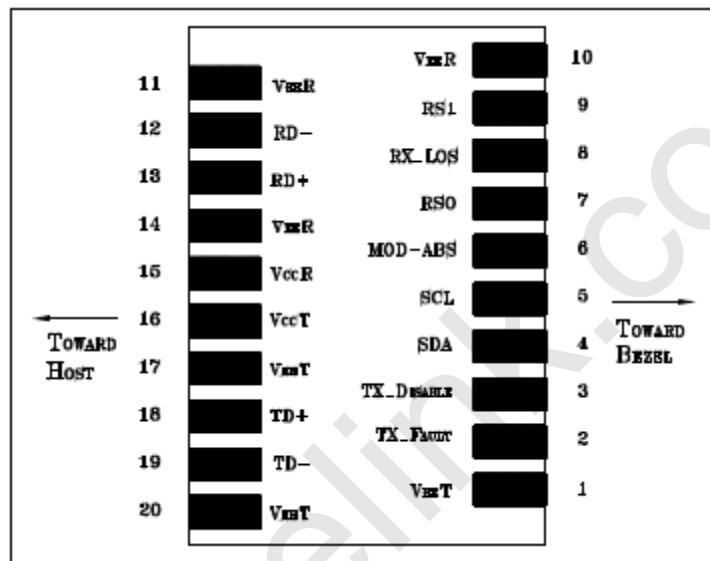 VeeR 10
11 VeeR
RS1 9
12 RD-
RX_LOS 8
13 RD+
RS0 7
14 VeeR
MOD-ABS 6
15 VccR
SCL 5
16 VccT
Toward Host
Toward Bezel
SDA 4
17 VeeT
TX_Disable 3
18 TD+
TX_Fault 2
19 TD-
VeeT 1
20 VeeT
elink.co